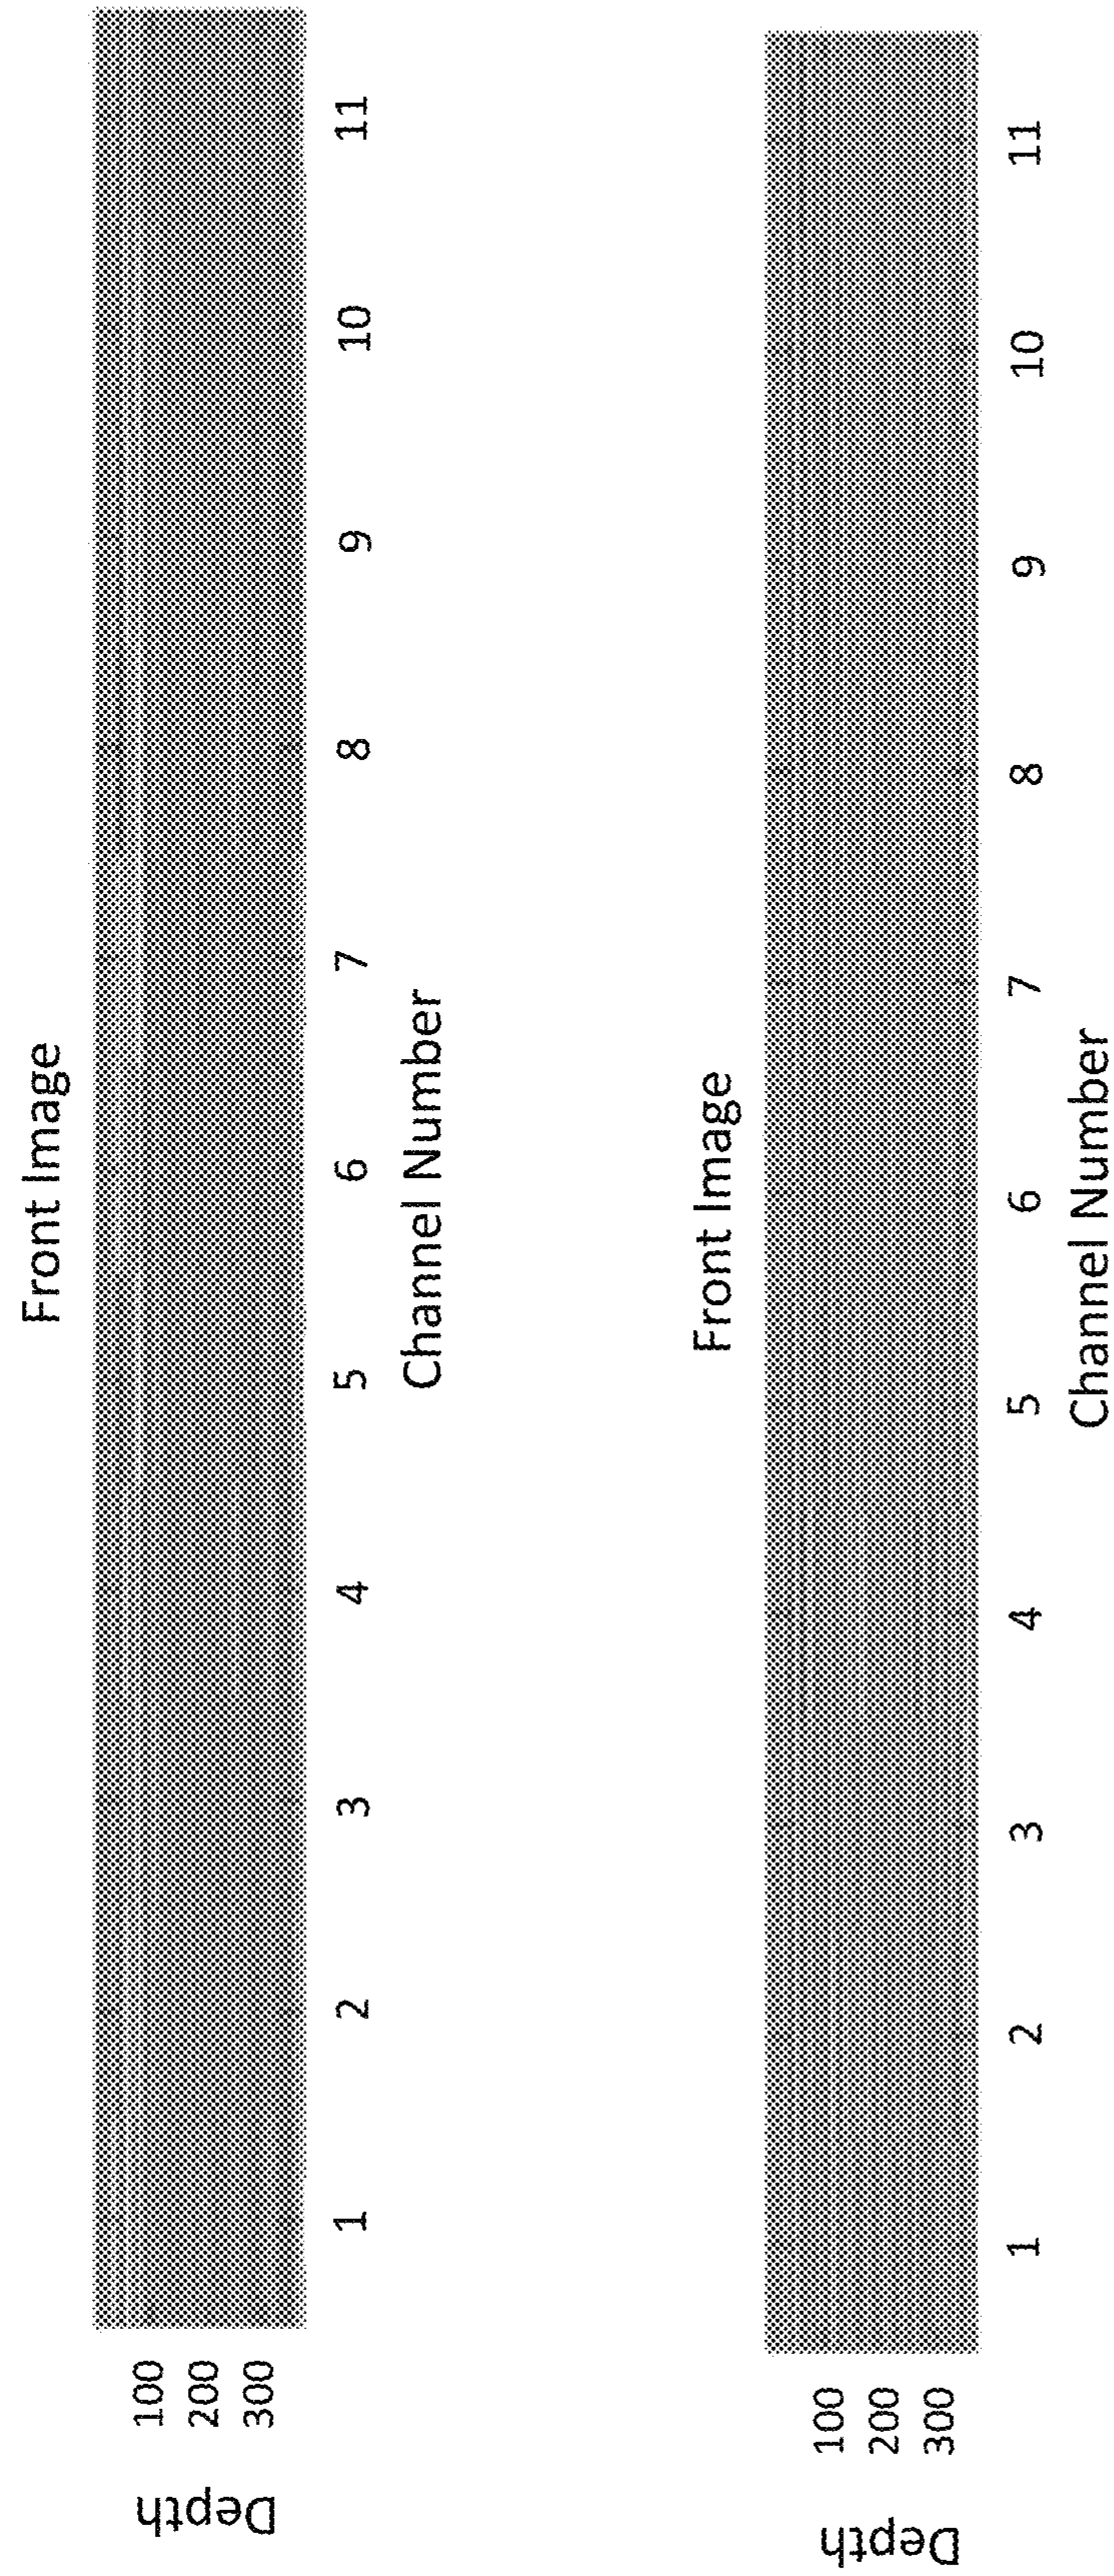 Front Image
Depth
100
200
300
1 2 3 4 5 6 7 8 9 10 11
Channel Number
Front Image
Depth
100
200
300
1 2 3 4 5 6 7 8 9 10 11
Channel Number